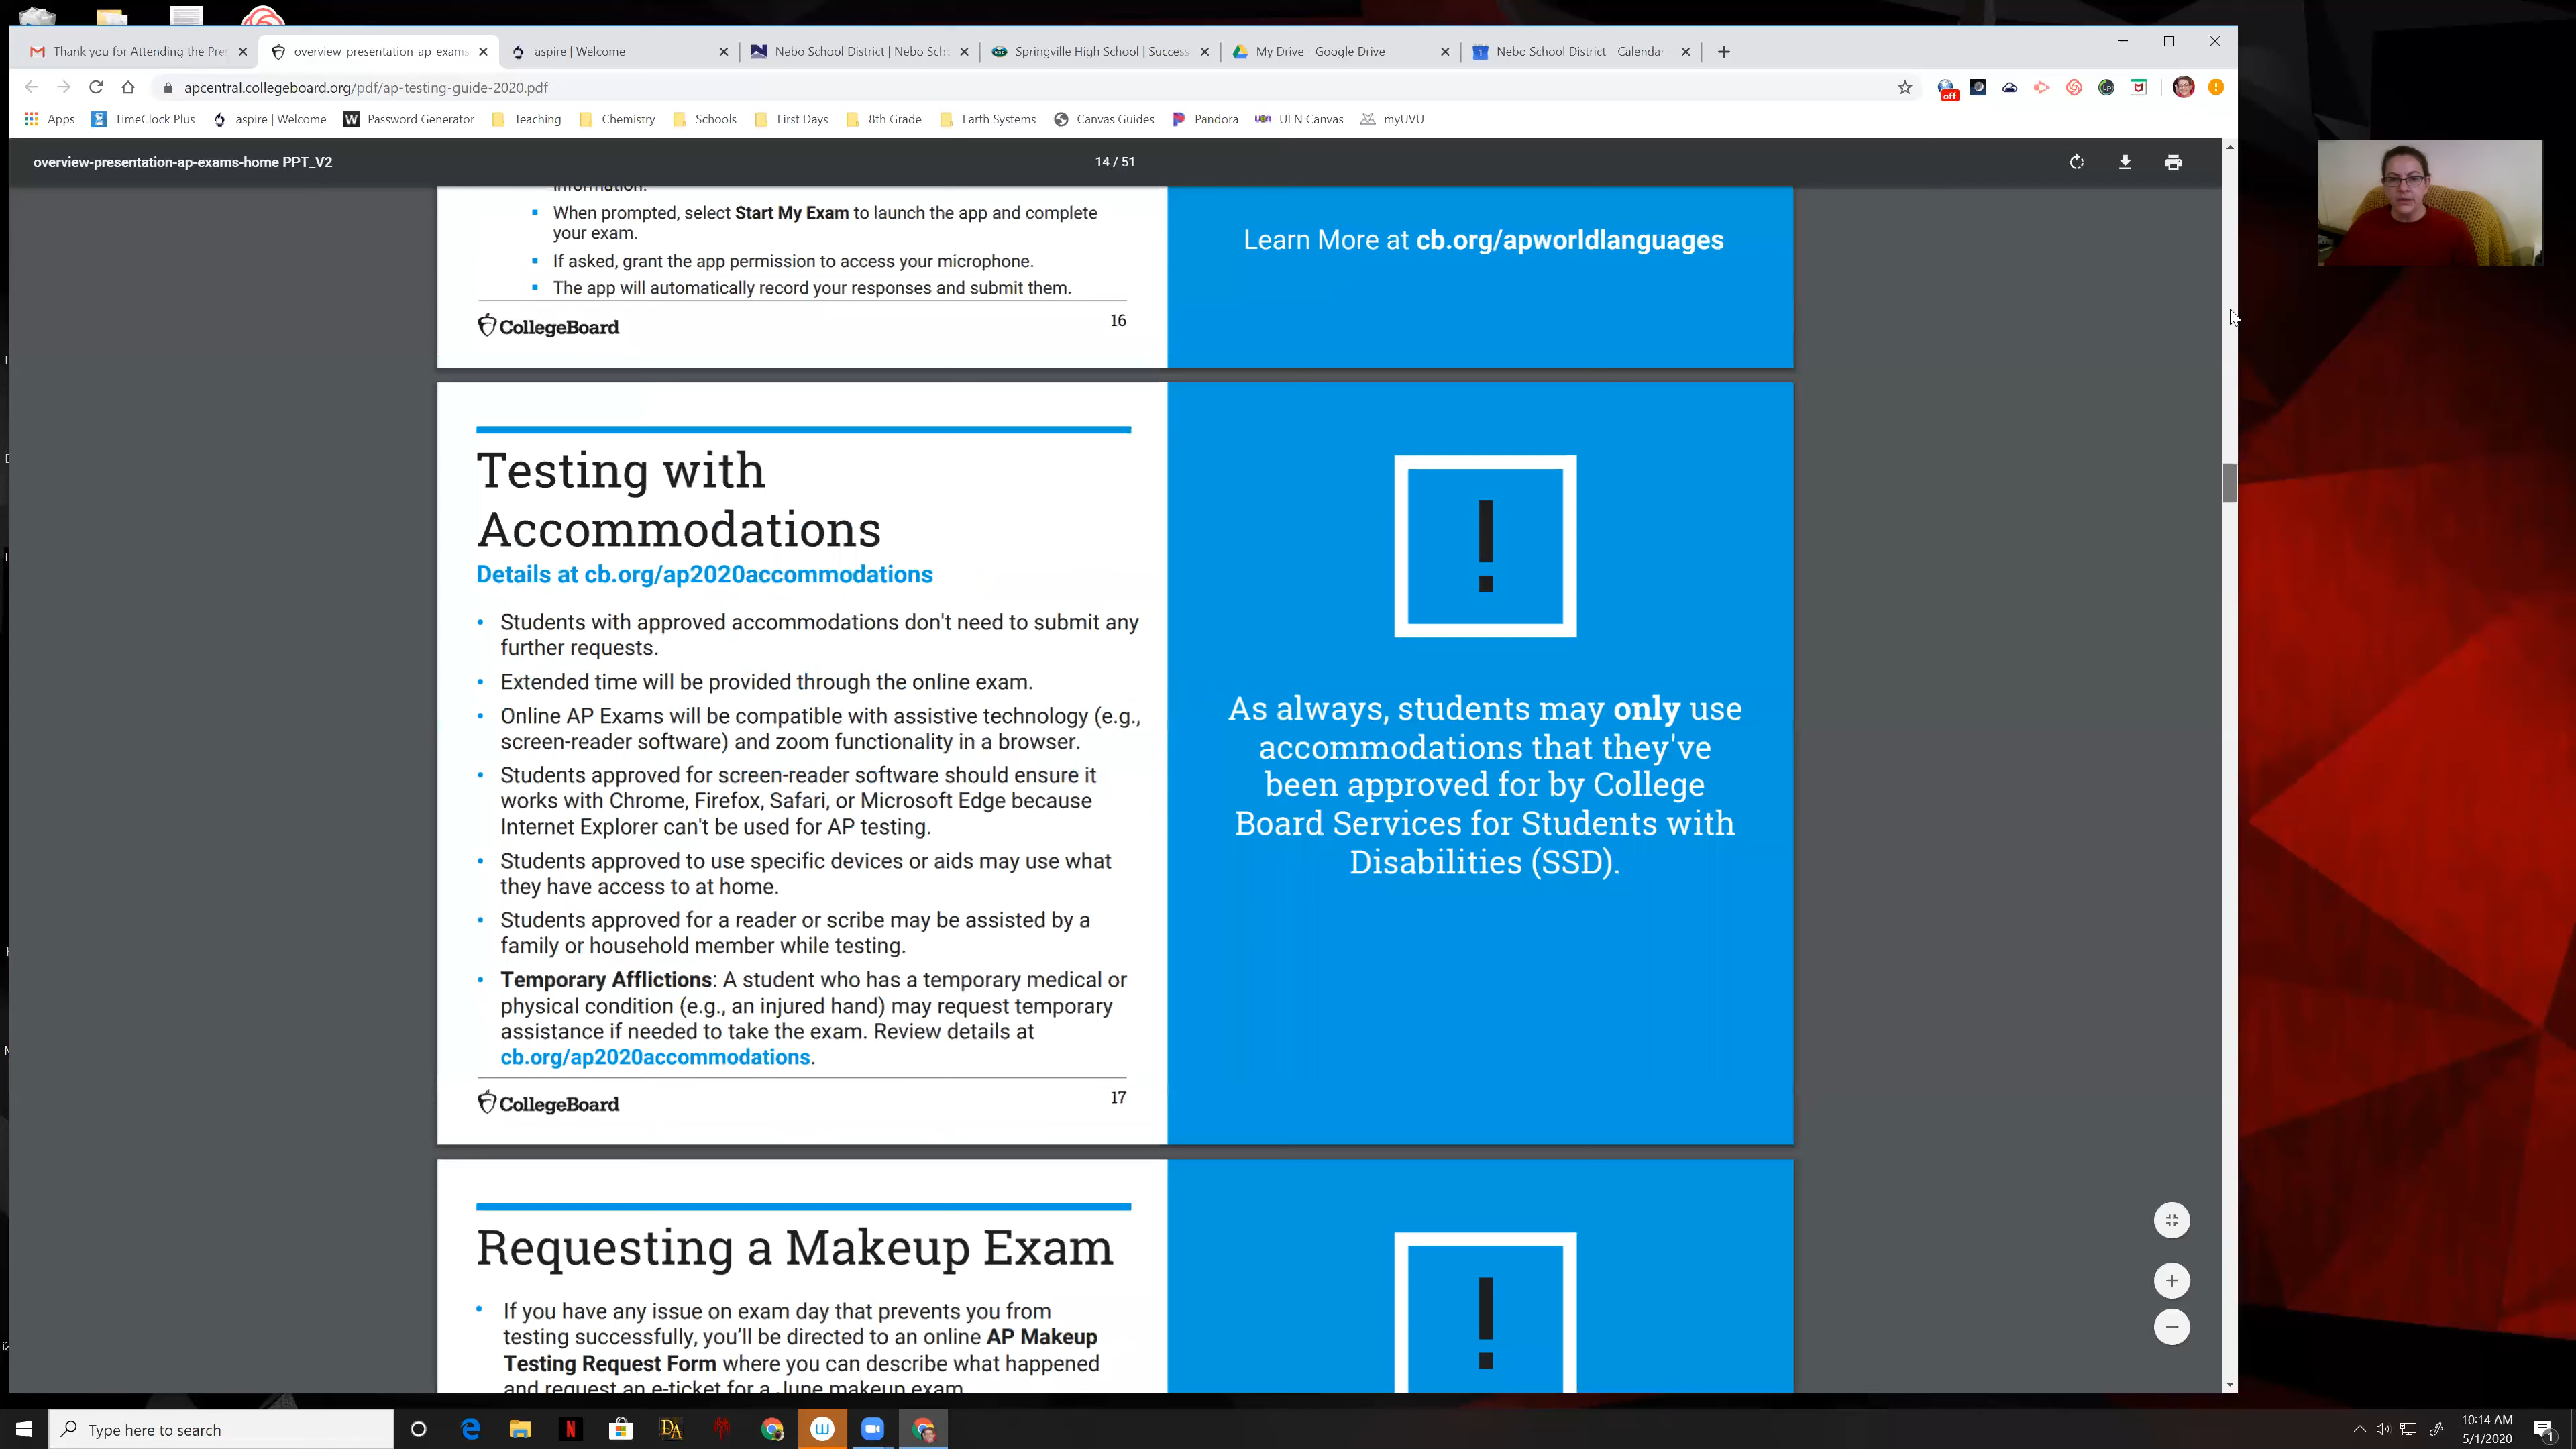 Thank you for Attending the Pre
overview-presentation-ap-exams
aspire | Welcome
Nebo School District | Nebo Sch
Springville High School | Success
My Drive - Google Drive
Nebo School District - Calendar
apcentral.collegeboard.org/pdf/ap-testing-guide-2020.pdf
off
Apps
TimeClock Plus
aspire | Welcome
Password Generator
Teaching
Chemistry
Schools
First Days
8th Grade
Earth Systems
Canvas Guides
Pandora
UEN Canvas
myUVU
overview-presentation-ap-exams-home PPT_V2
14 / 51
information.
When prompted, select Start My Exam to launch the app and complete
your exam.
If asked, grant the app permission to access your microphone.
The app will automatically record your responses and submit them.
CollegeBoard
16
Learn More at cb.org/apworldlanguages
Testing with
Accommodations
Details at cb.org/ap2020accommodations
Students with approved accommodations don't need to submit any
further requests.
Extended time will be provided through the online exam.
Online AP Exams will be compatible with assistive technology (e.g.,
screen-reader software) and zoom functionality in a browser.
Students approved for screen-reader software should ensure it
works with Chrome, Firefox, Safari, or Microsoft Edge because
Internet Explorer can't be used for AP testing.
Students approved to use specific devices or aids may use what
they have access to at home.
Students approved for a reader or scribe may be assisted by a
family or household member while testing.
Temporary Afflictions: A student who has a temporary medical or
physical condition (e.g., an injured hand) may request temporary
assistance if needed to take the exam. Review details at
cb.org/ap2020accommodations.
CollegeBoard
17
!
As always, students may only use
accommodations that they've
been approved for by College
Board Services for Students with
Disabilities (SSD).
Requesting a Makeup Exam
If you have any issue on exam day that prevents you from
testing successfully, you'll be directed to an online AP Makeup
Testing Request Form where you can describe what happened
and request an e-ticket for a June makeup exam.
!
Type here to search
10:14 AM
5/1/2020
1